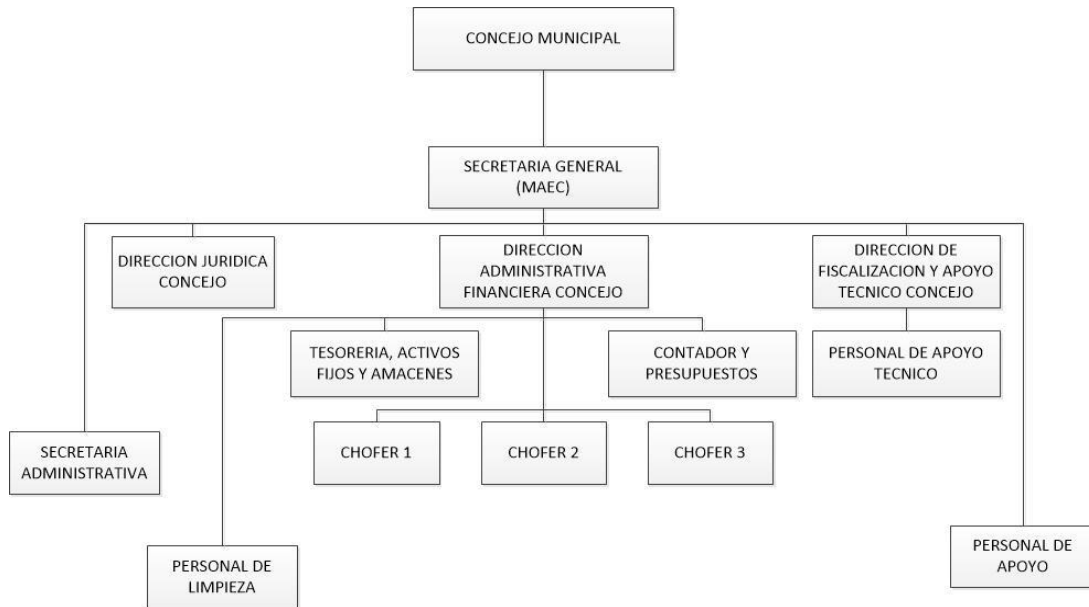 CONCEJO MUNICIPAL
SECRETARIA GENERAL
(MAEC)
DIRECCION JURIDICA
CONCEJO
DIRECCION
ADMINISTRATIVA
FINANCIERA CONCEJO
DIRECCION DE
FISCALIZACION Y APOYO
TECNICO CONCEJO
TESORERIA, ACTIVOS
FIJOS Y AMACENES
CONTADOR Y
PRESUPUESTOS
PERSONAL DE APOYO
TECNICO
SECRETARIA
ADMINISTRATIVA
CHOFER 1
CHOFER 2
CHOFER 3
PERSONAL DE
LIMPIEZA
PERSONAL DE
APOYO